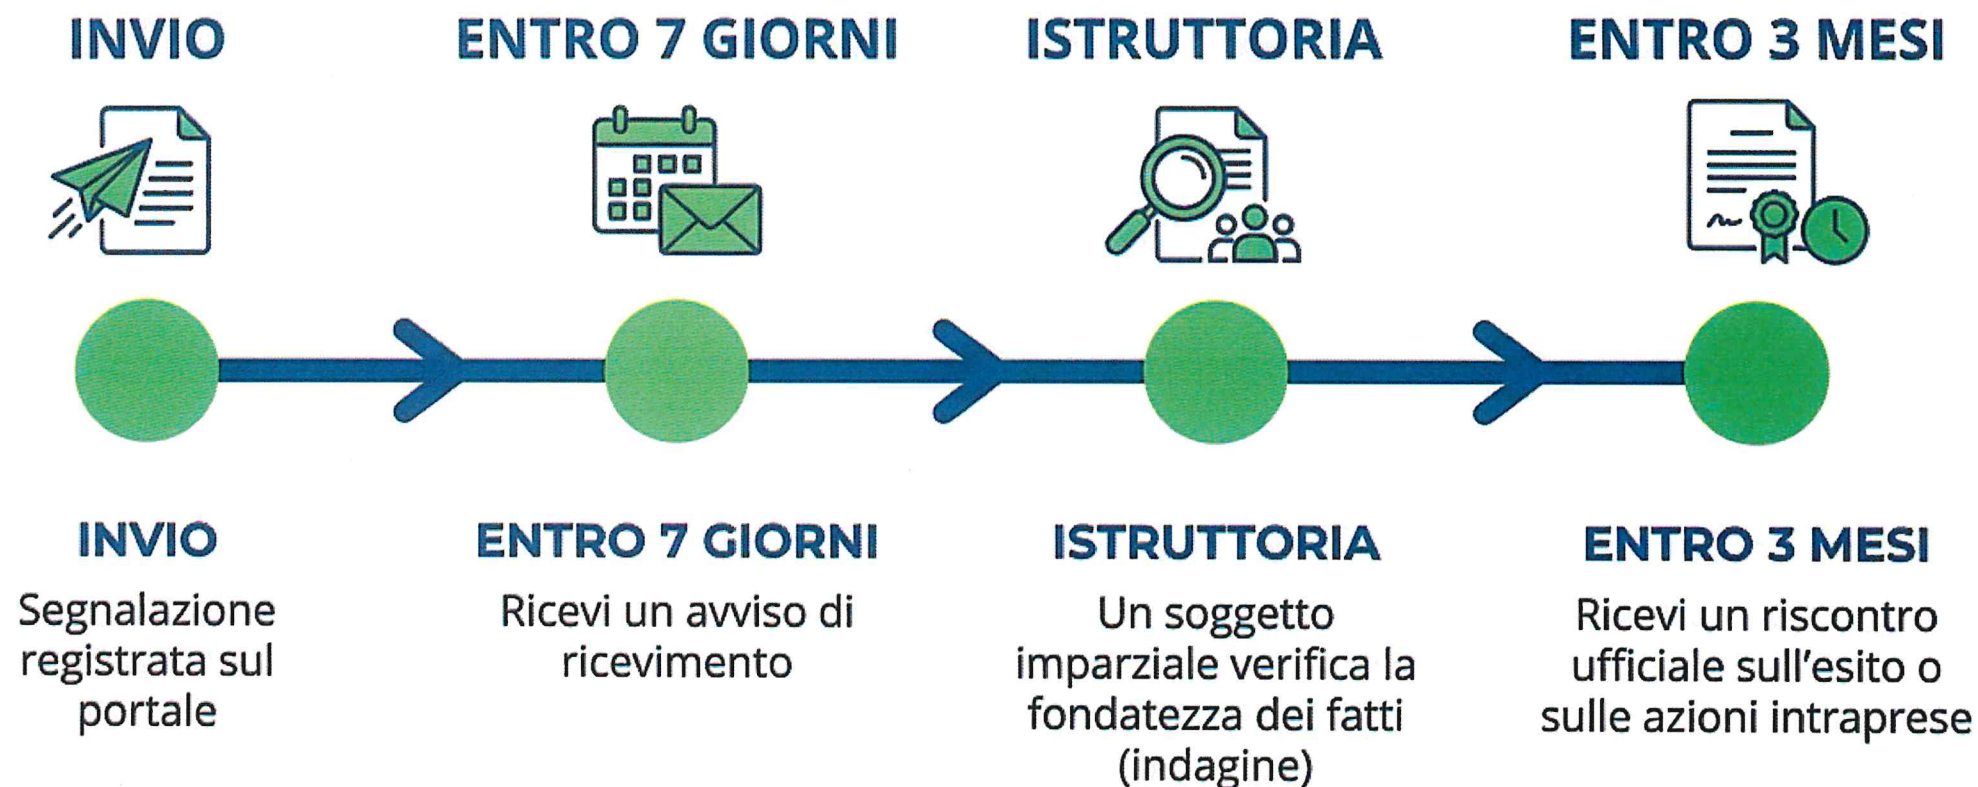 INVIO
ENTRO 7 GIORNI
ISTRUTTORIA
ENTRO 3 MESI
INVIO
Segnalazione
registrata sul
portale
ENTRO 7 GIORNI
Ricevi un avviso di
ricevimento
ISTRUTTORIA
Un soggetto
imparziale verifica la
fondatezza dei fatti
(indagine)
ENTRO 3 MESI
Ricevi un riscontro
ufficiale sull'esito o
sulle azioni intraprese